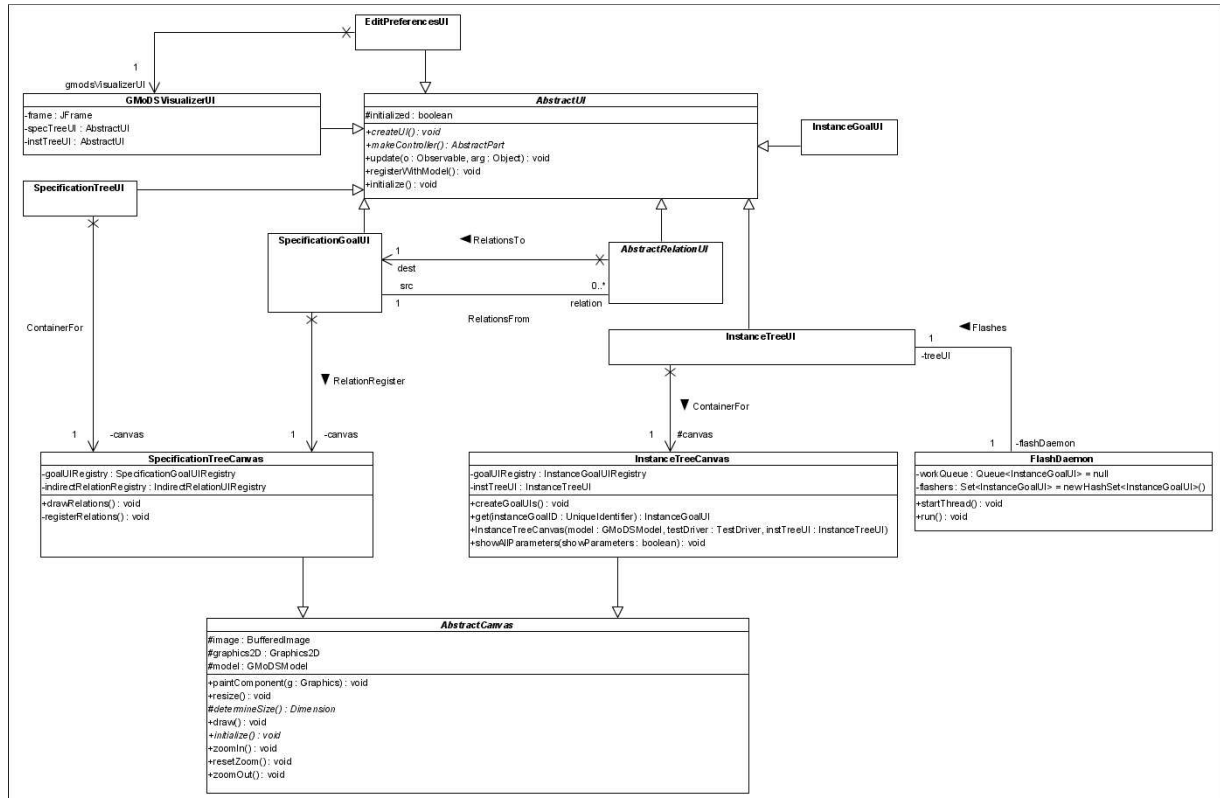 EditPreferencesUI
1
gmodsVisualizerUI
GMoDSVisualizerUI
-frame : JFrame
-specTreeUI : AbstractUI
-instTreeUI : AbstractUI
AbstractUI
#initialized : boolean
+createUI() : void
+makeController() : AbstractPart
+update(o : Observable, arg : Object) : void
+registerWithModel() : void
+initialize() : void
InstanceGoalUI
SpecificationTreeUI
SpecificationGoalUI
RelationsTo
1
dest
src
1
0..*
relation
RelationsFrom
AbstractRelationUI
ContainerFor
InstanceTreeUI
Flashes
1
-treeUI
RelationRegister
ContainerFor
1
-canvas
1
-canvas
1
#canvas
1
-flashDaemon
SpecificationTreeCanvas
-goalUIRegistry : SpecificationGoalUIRegistry
-indirectRelationRegistry : IndirectRelationUIRegistry
+drawRelations() : void
-registerRelations() : void
InstanceTreeCanvas
-goalUIRegistry : InstanceGoalUIRegistry
-instTreeUI : InstanceTreeUI
+createGoalUIs() : void
+get(instanceGoalID : UniqueIdentifier) : InstanceGoalUI
+InstanceTreeCanvas(model : GMoDSModel, testDriver : TestDriver, instTreeUI : InstanceTreeUI)
+showAllParameters(showParameters : boolean) : void
FlashDaemon
-workQueue : Queue<InstanceGoalUI> = null
-flashers : Set<InstanceGoalUI> = newHashSet<InstanceGoalUI>()
+startThread() : void
+run() : void
AbstractCanvas
#image : BufferedImage
#graphics2D : Graphics2D
#model : GMoDSModel
+paintComponent(g : Graphics) : void
+resize() : void
#determineSize() : Dimension
+draw() : void
+initialize() : void
+zoomIn() : void
+resetZoom() : void
+zoomOut() : void